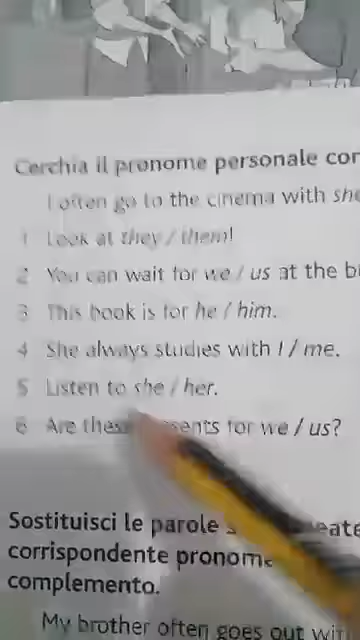 Cerchia il pronome personale
I often go to the cinema with she
1 Look at they / them!
2 You can wait for we / us at the
3 This book is for he / him.
4 She always studies with I / me.
5 Listen to she / her.
6 Are these for we / us?
Sostituisci le parole
corrispondente
complemento.
My brother often goes out